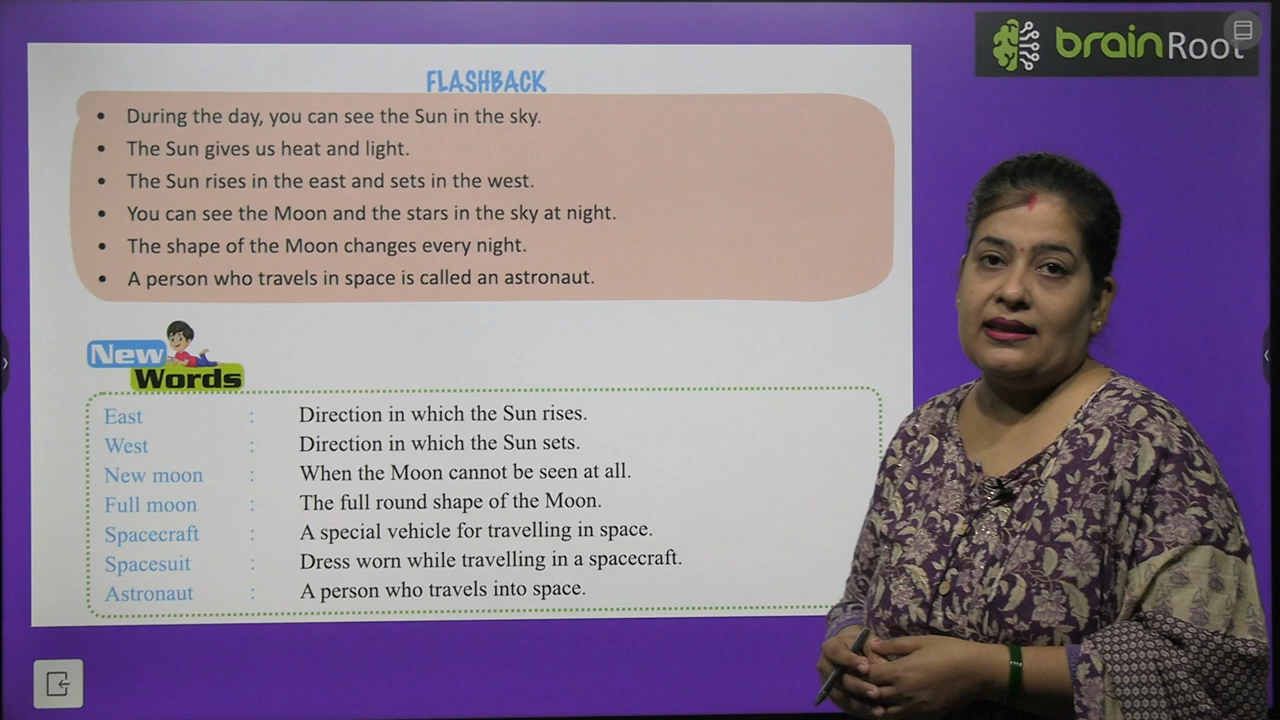 brainRoot
FLASHBACK
• During the day, you can see the Sun in the sky.
• The Sun gives us heat and light.
• The Sun rises in the east and sets in the west.
• You can see the Moon and the stars in the sky at night.
• The shape of the Moon changes every night.
• A person who travels in space is called an astronaut.
New
Words
East : Direction in which the Sun rises.
West : Direction in which the Sun sets.
New moon : When the Moon cannot be seen at all.
Full moon : The full round shape of the Moon.
Spacecraft : A special vehicle for travelling in space.
Spacesuit : Dress worn while travelling in a spacecraft.
Astronaut : A person who travels into space.